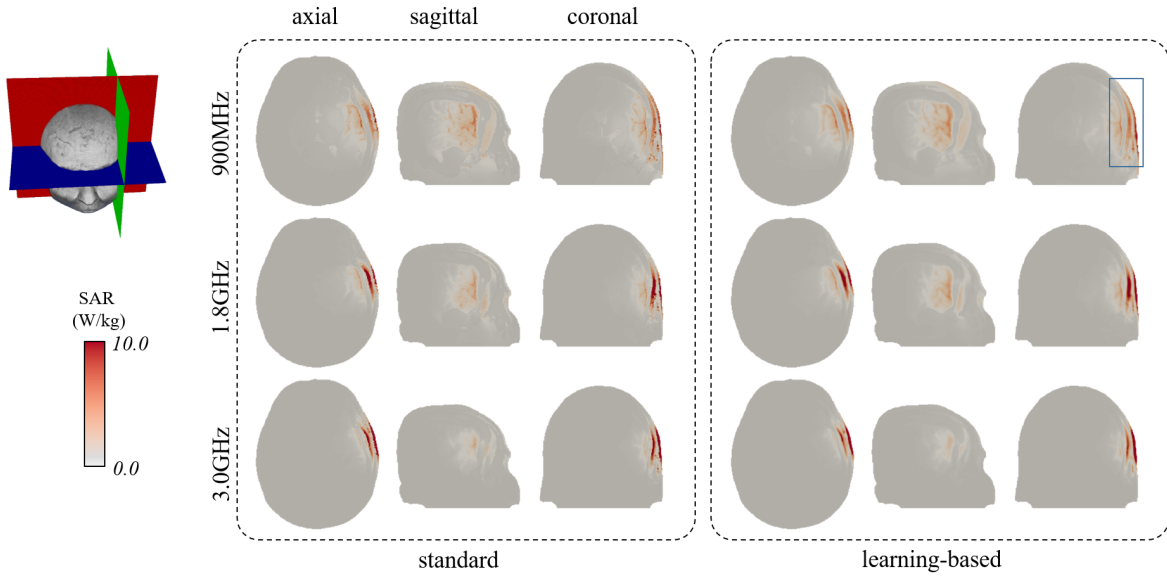 axial sagittal coronal
900MHz
1.8GHz
SAR
(W/kg)
10.0
0.0
3.0GHz
standard learning-based